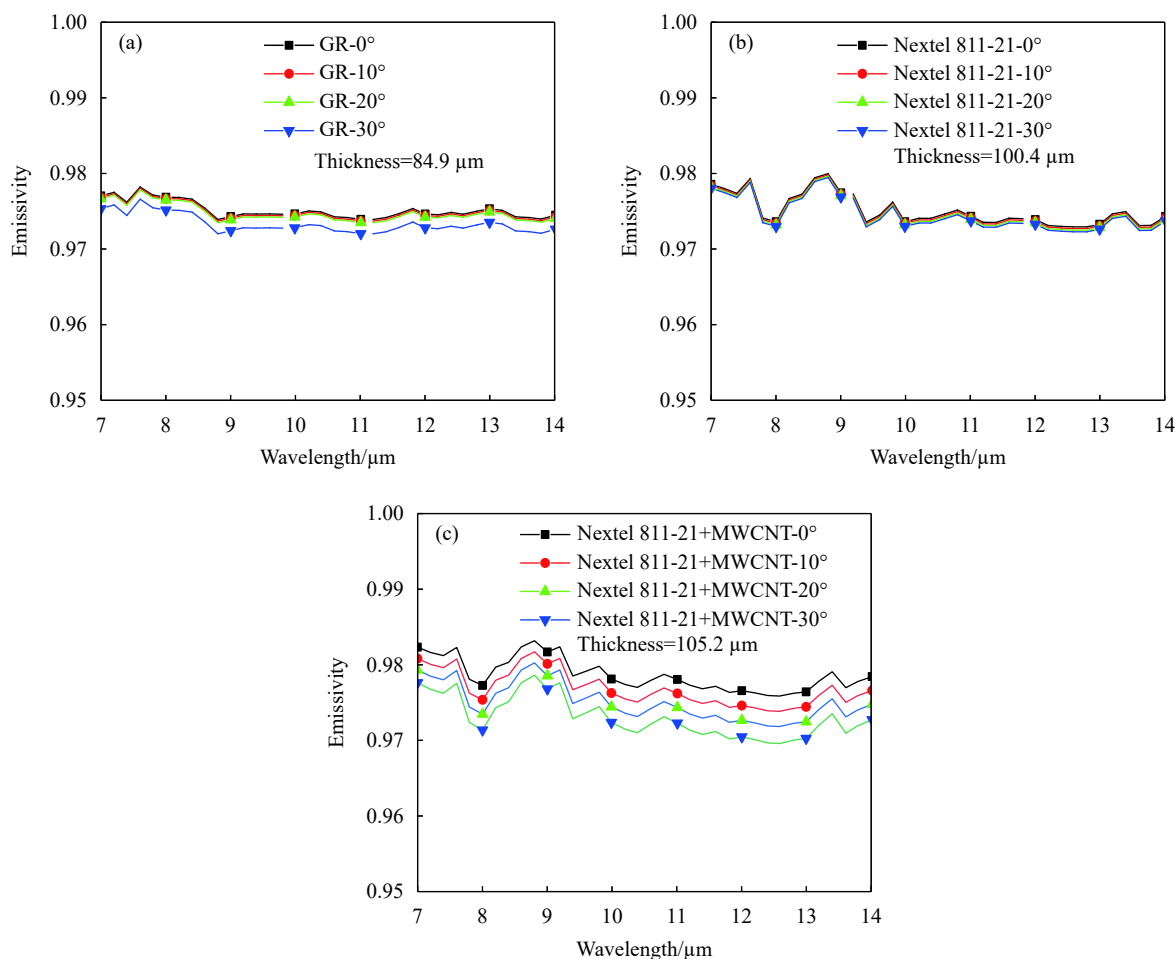 (a)
GR-0°
GR-10°
GR-20°
GR-30°
Thickness=84.9 μm
1.00
0.99
0.98
0.97
0.96
0.95
Emissivity
7 8 9 10 11 12 13 14
Wavelength/μm
(b)
Nextel 811-21-0°
Nextel 811-21-10°
Nextel 811-21-20°
Nextel 811-21-30°
Thickness=100.4 μm
1.00
0.99
0.98
0.97
0.96
0.95
Emissivity
7 8 9 10 11 12 13 14
Wavelength/μm
(c)
Nextel 811-21+MWCNT-0°
Nextel 811-21+MWCNT-10°
Nextel 811-21+MWCNT-20°
Nextel 811-21+MWCNT-30°
Thickness=105.2 μm
1.00
0.99
0.98
0.97
0.96
0.95
Emissivity
7 8 9 10 11 12 13 14
Wavelength/μm